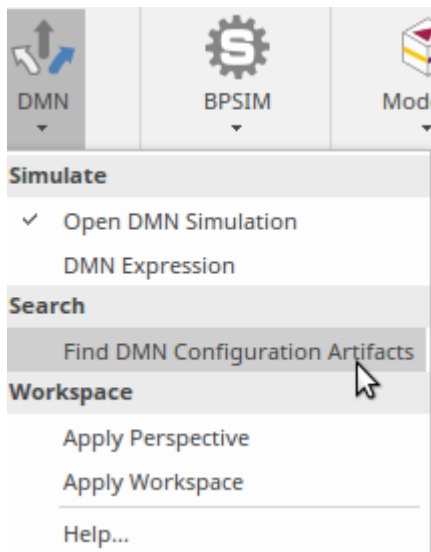 DMN BPSIM Mod
Simulate
Open DMN Simulation
DMN Expression
Search
Find DMN Configuration Artifacts
Workspace
Apply Perspective
Apply Workspace
Help...